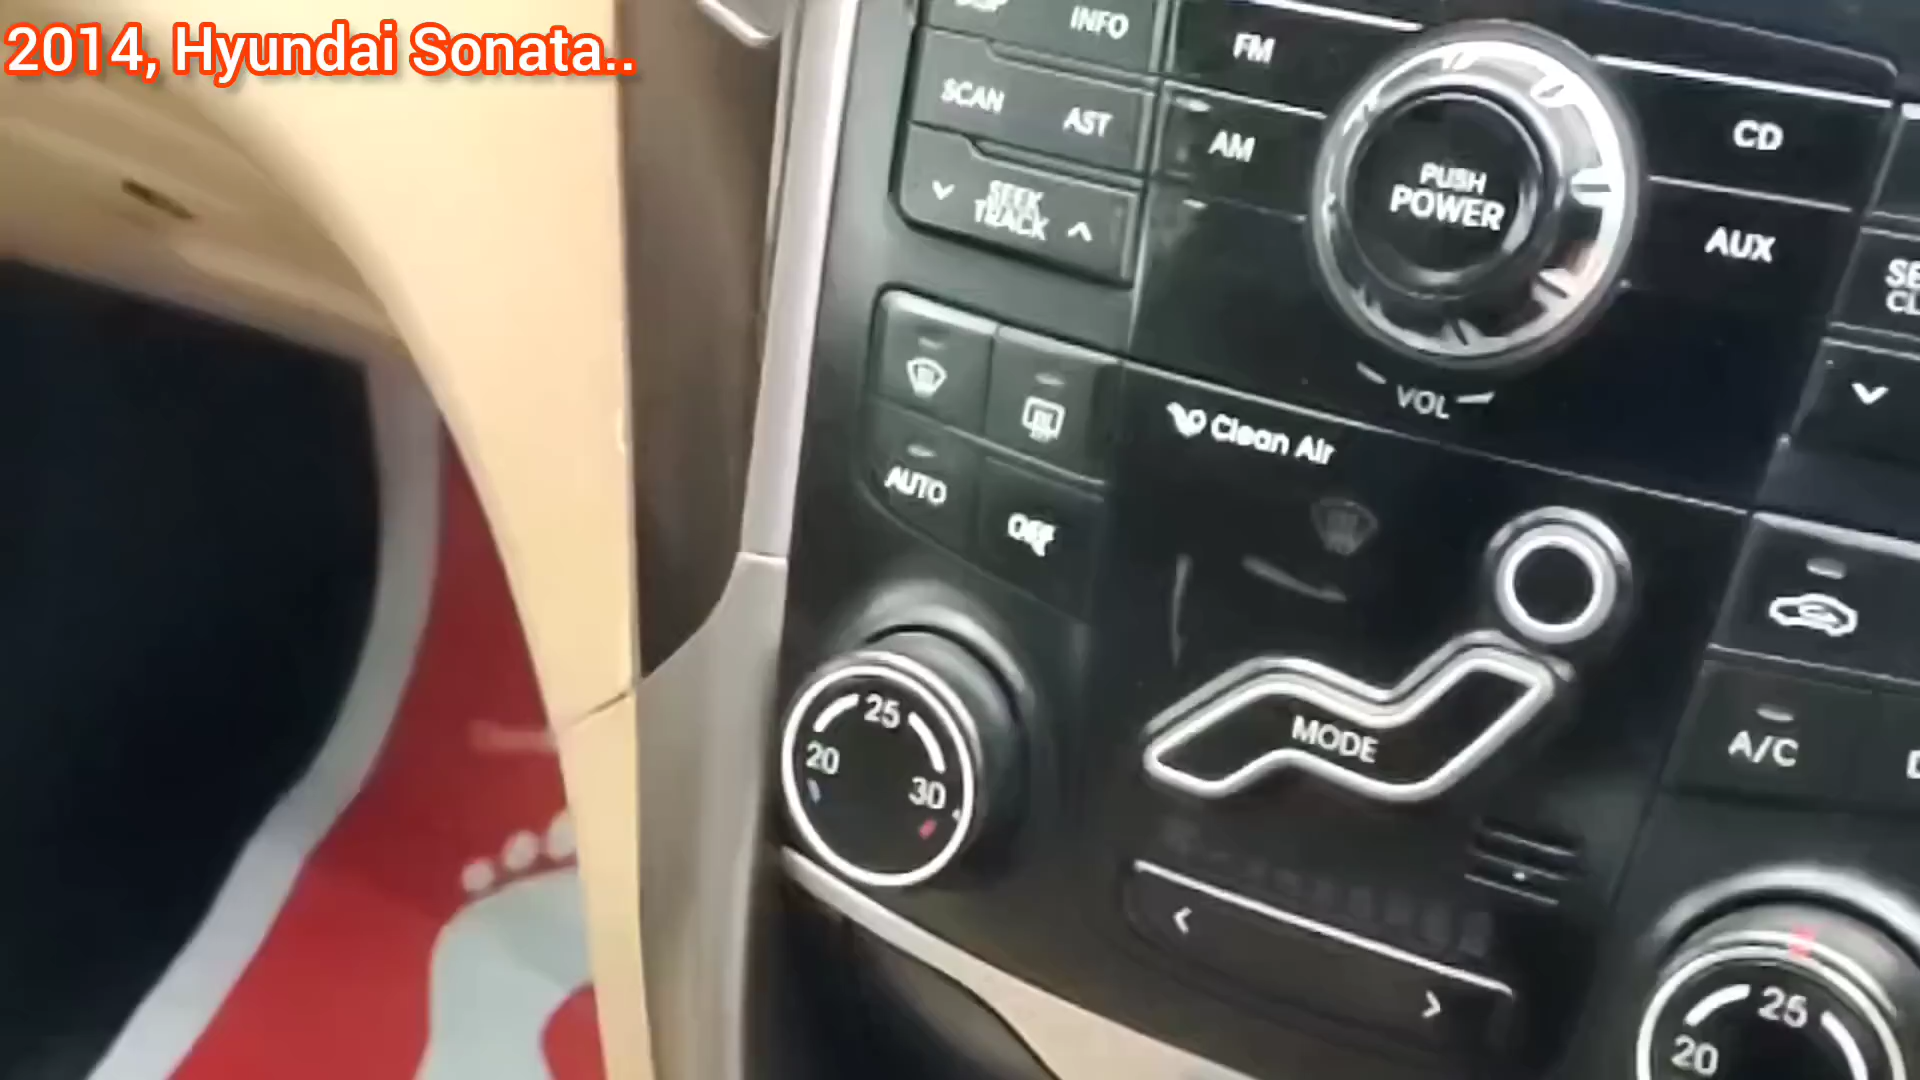 2014, Hyundai Sonata..
INFO
FM
SCAN
AST
AM
PUSH
POWER
CD
SEEK
TRACK
AUX
VOL
Clean Air
AUTO
OFF
25
20
30
MODE
A/C
25
20